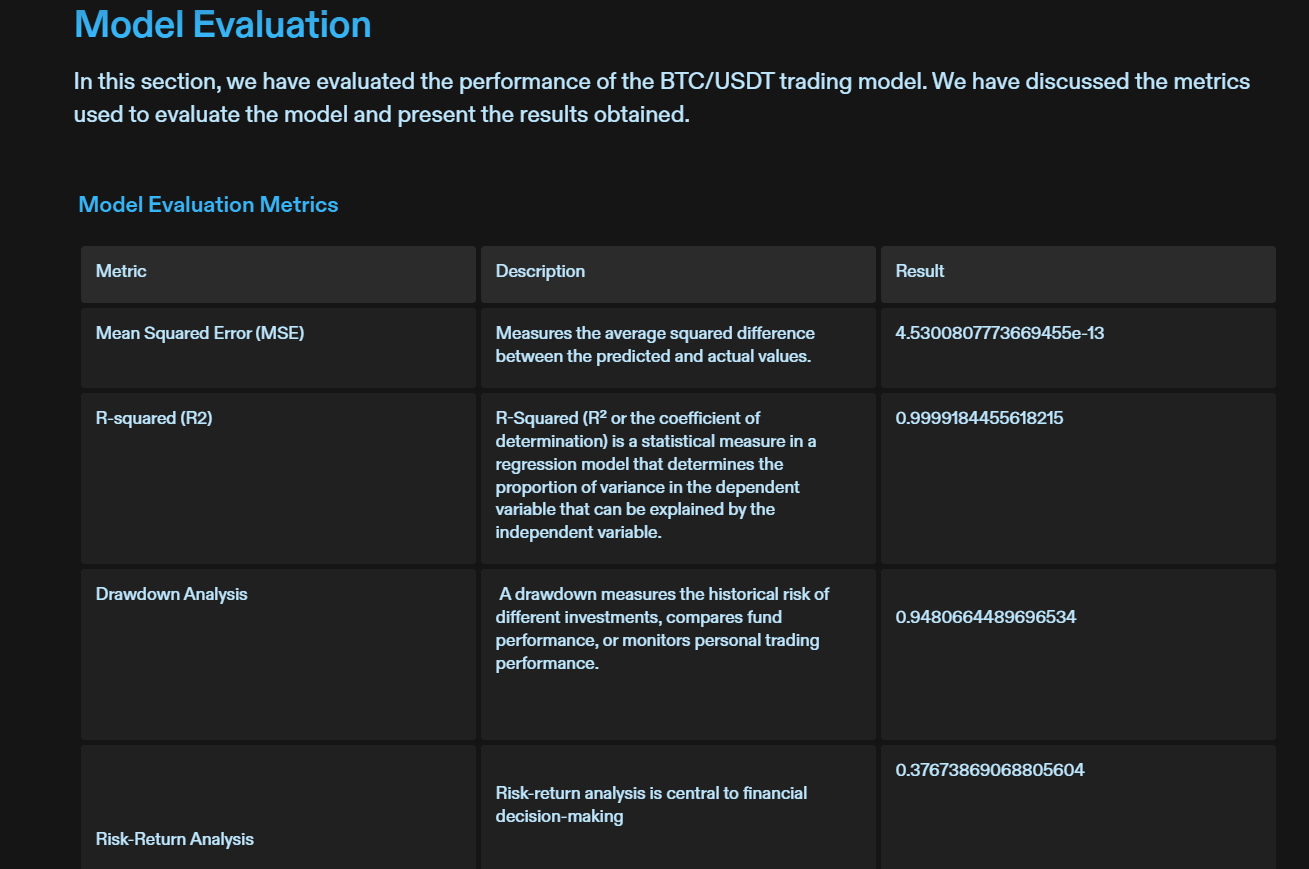 Model Evaluation
In this section, we have evaluated the performance of the BTC/USDT trading model. We have discussed the metrics
used to evaluate the model and present the results obtained.
Model Evaluation Metrics
Metric
Description
Result
Mean Squared Error (MSE)
Measures the average squared difference
between the predicted and actual values.
4.5300807773669455e-13
R-squared (R2)
R-Squared (R² or the coefficient of
determination) is a statistical measure in a
regression model that determines the
proportion of variance in the dependent
variable that can be explained by the
independent variable.
0.9999184455618215
Drawdown Analysis
A drawdown measures the historical risk of
different investments, compares fund
performance, or monitors personal trading
performance.
0.9480664489696534
Risk-Return Analysis
Risk-return analysis is central to financial
decision-making
0.37673869068805604